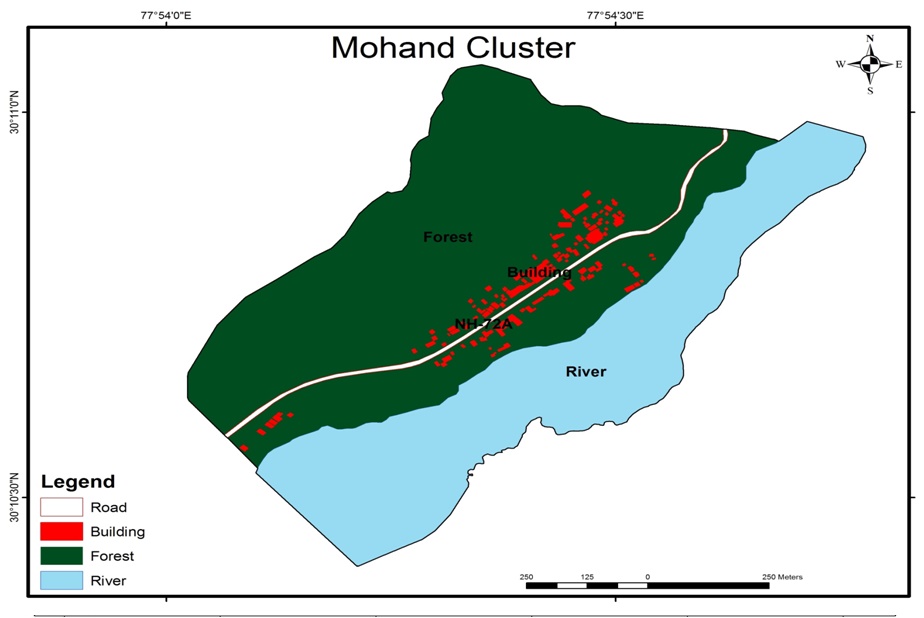 77°54'0"E
77°54'30"E
Mohand Cluster
N
W
E
S
30°11'0"N
Forest
Building
NH-72A
River
Legend
Road
Building
Forest
River
30°10'30"N
250
125
0
250 Meters